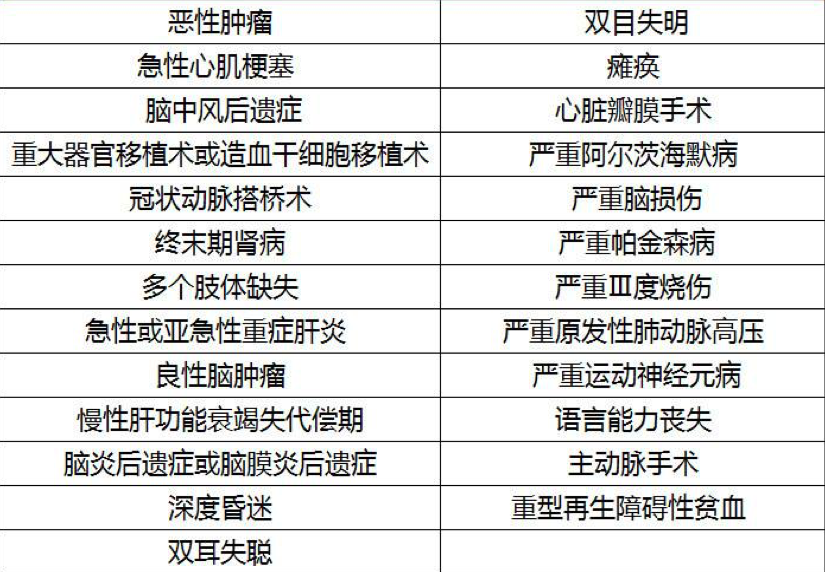 恶性肿瘤 双目失明
急性心肌梗塞 瘫痪
脑中风后遗症 心脏瓣膜手术
重大器官移植术或造血干细胞移植术 严重阿尔茨海默病
冠状动脉搭桥术 严重脑损伤
终末期肾病 严重帕金森病
多个肢体缺失 严重Ⅲ度烧伤
急性或亚急性重症肝炎 严重原发性肺动脉高压
良性脑肿瘤 严重运动神经元病
慢性肝功能衰竭失代偿期 语言能力丧失
脑炎后遗症或脑膜炎后遗症 主动脉手术
深度昏迷 重型再生障碍性贫血
双耳失聪